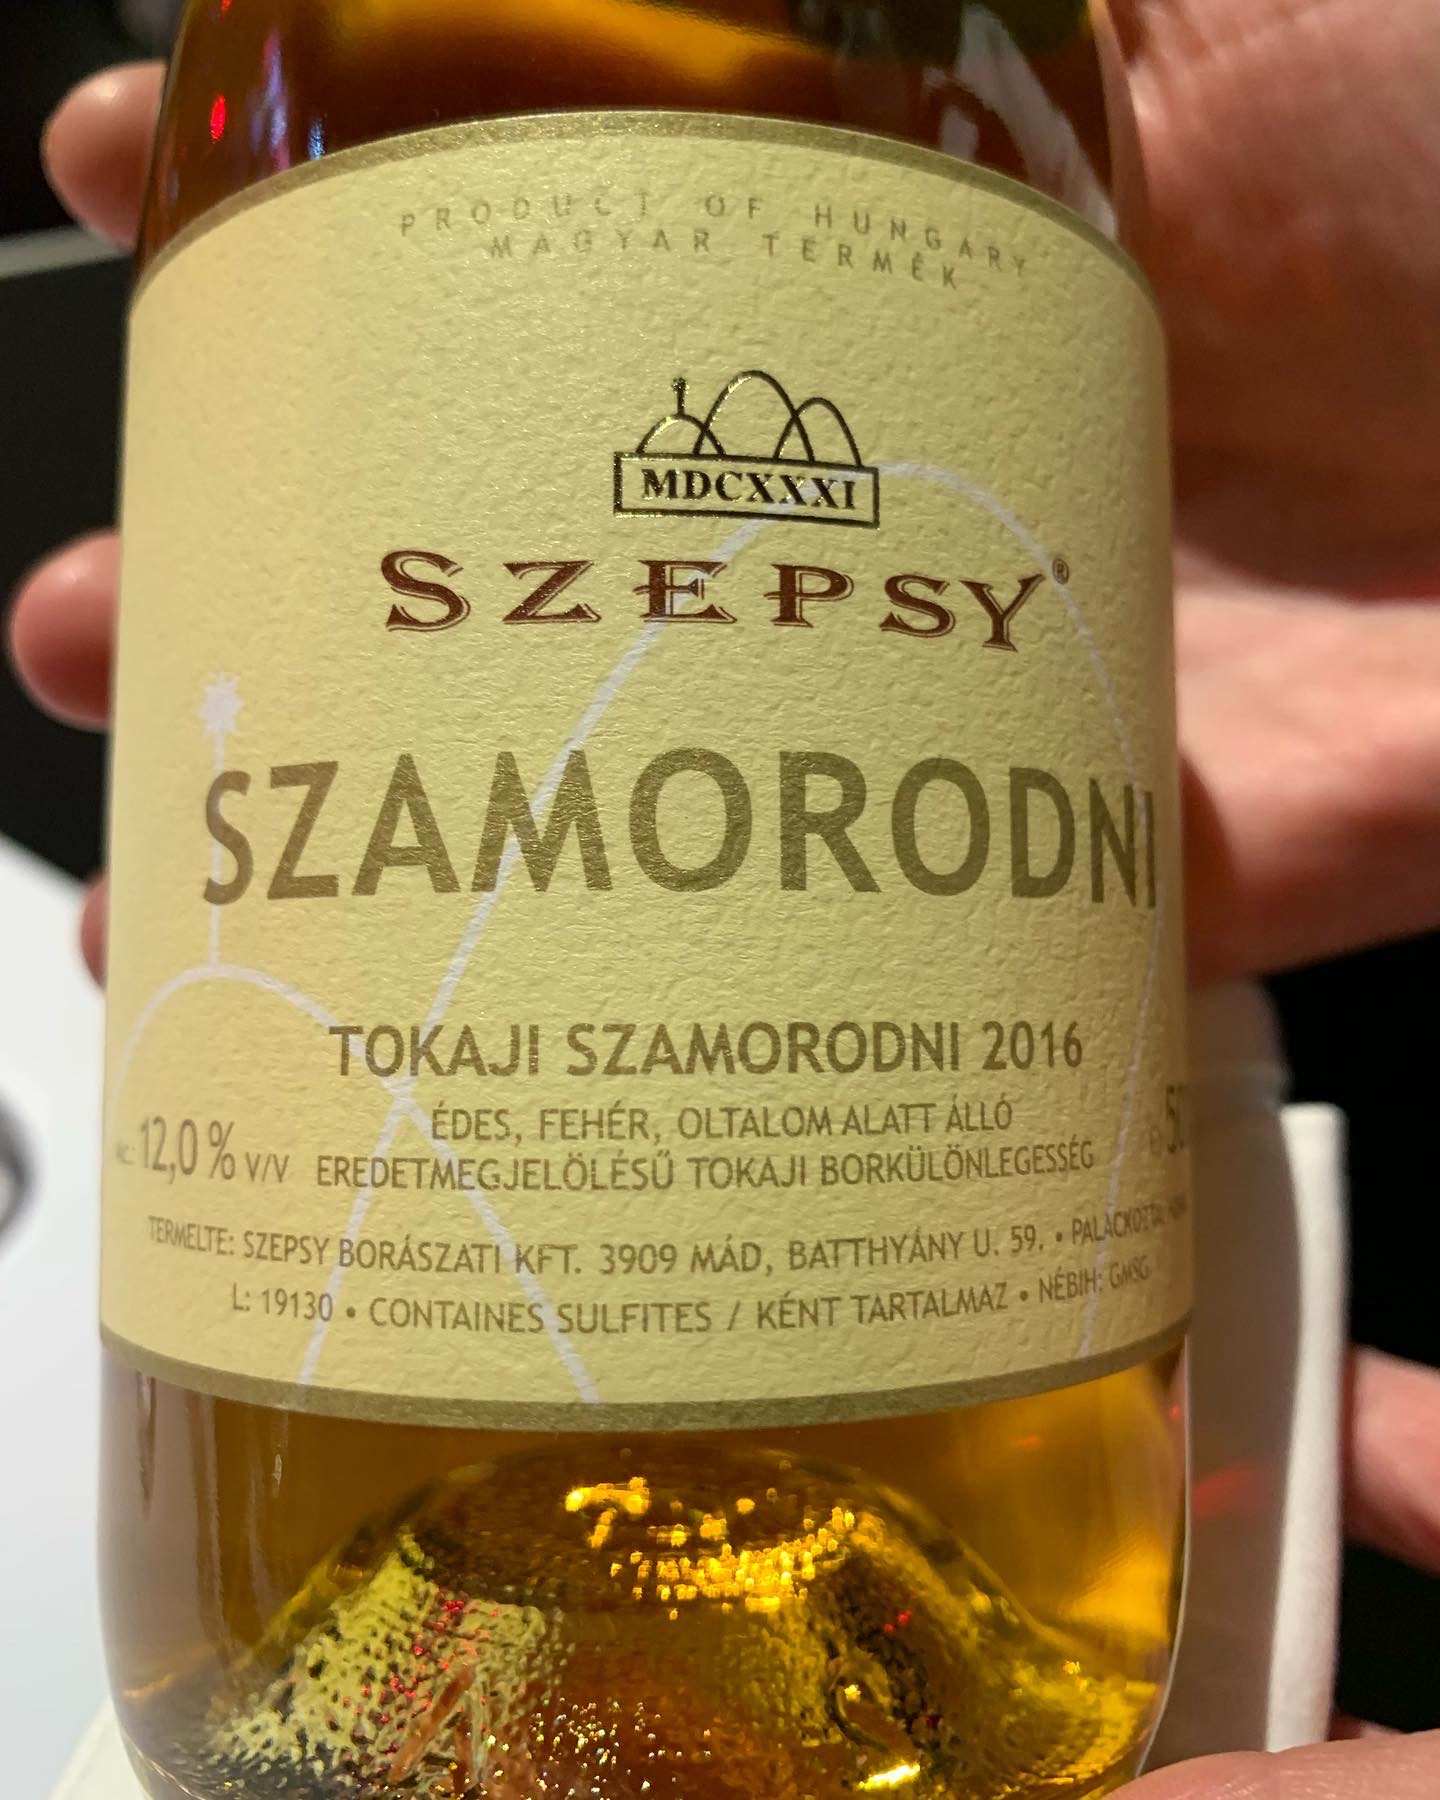 PRODUCT OF HUNGARY
MAGYAR TERMÉK
MDCXXXI
SZEPSY®
SZAMORODNI
TOKAJI SZAMORODNI 2016
ÉDES, FEHÉR, OLTALOM ALATT ÁLLÓ
12,0 % V/V EREDETMEGJELÖLÉSŰ TOKAJI BORKÜLÖNLEGESSÉG
TERMELTE: SZEPSY BORÁSZATI KFT. 3909 MÁD, BATTHYÁNY U. 59. •
L: 19130 • CONTAINES SULFITES / KÉNT TARTALMAZ • NÉBIH: